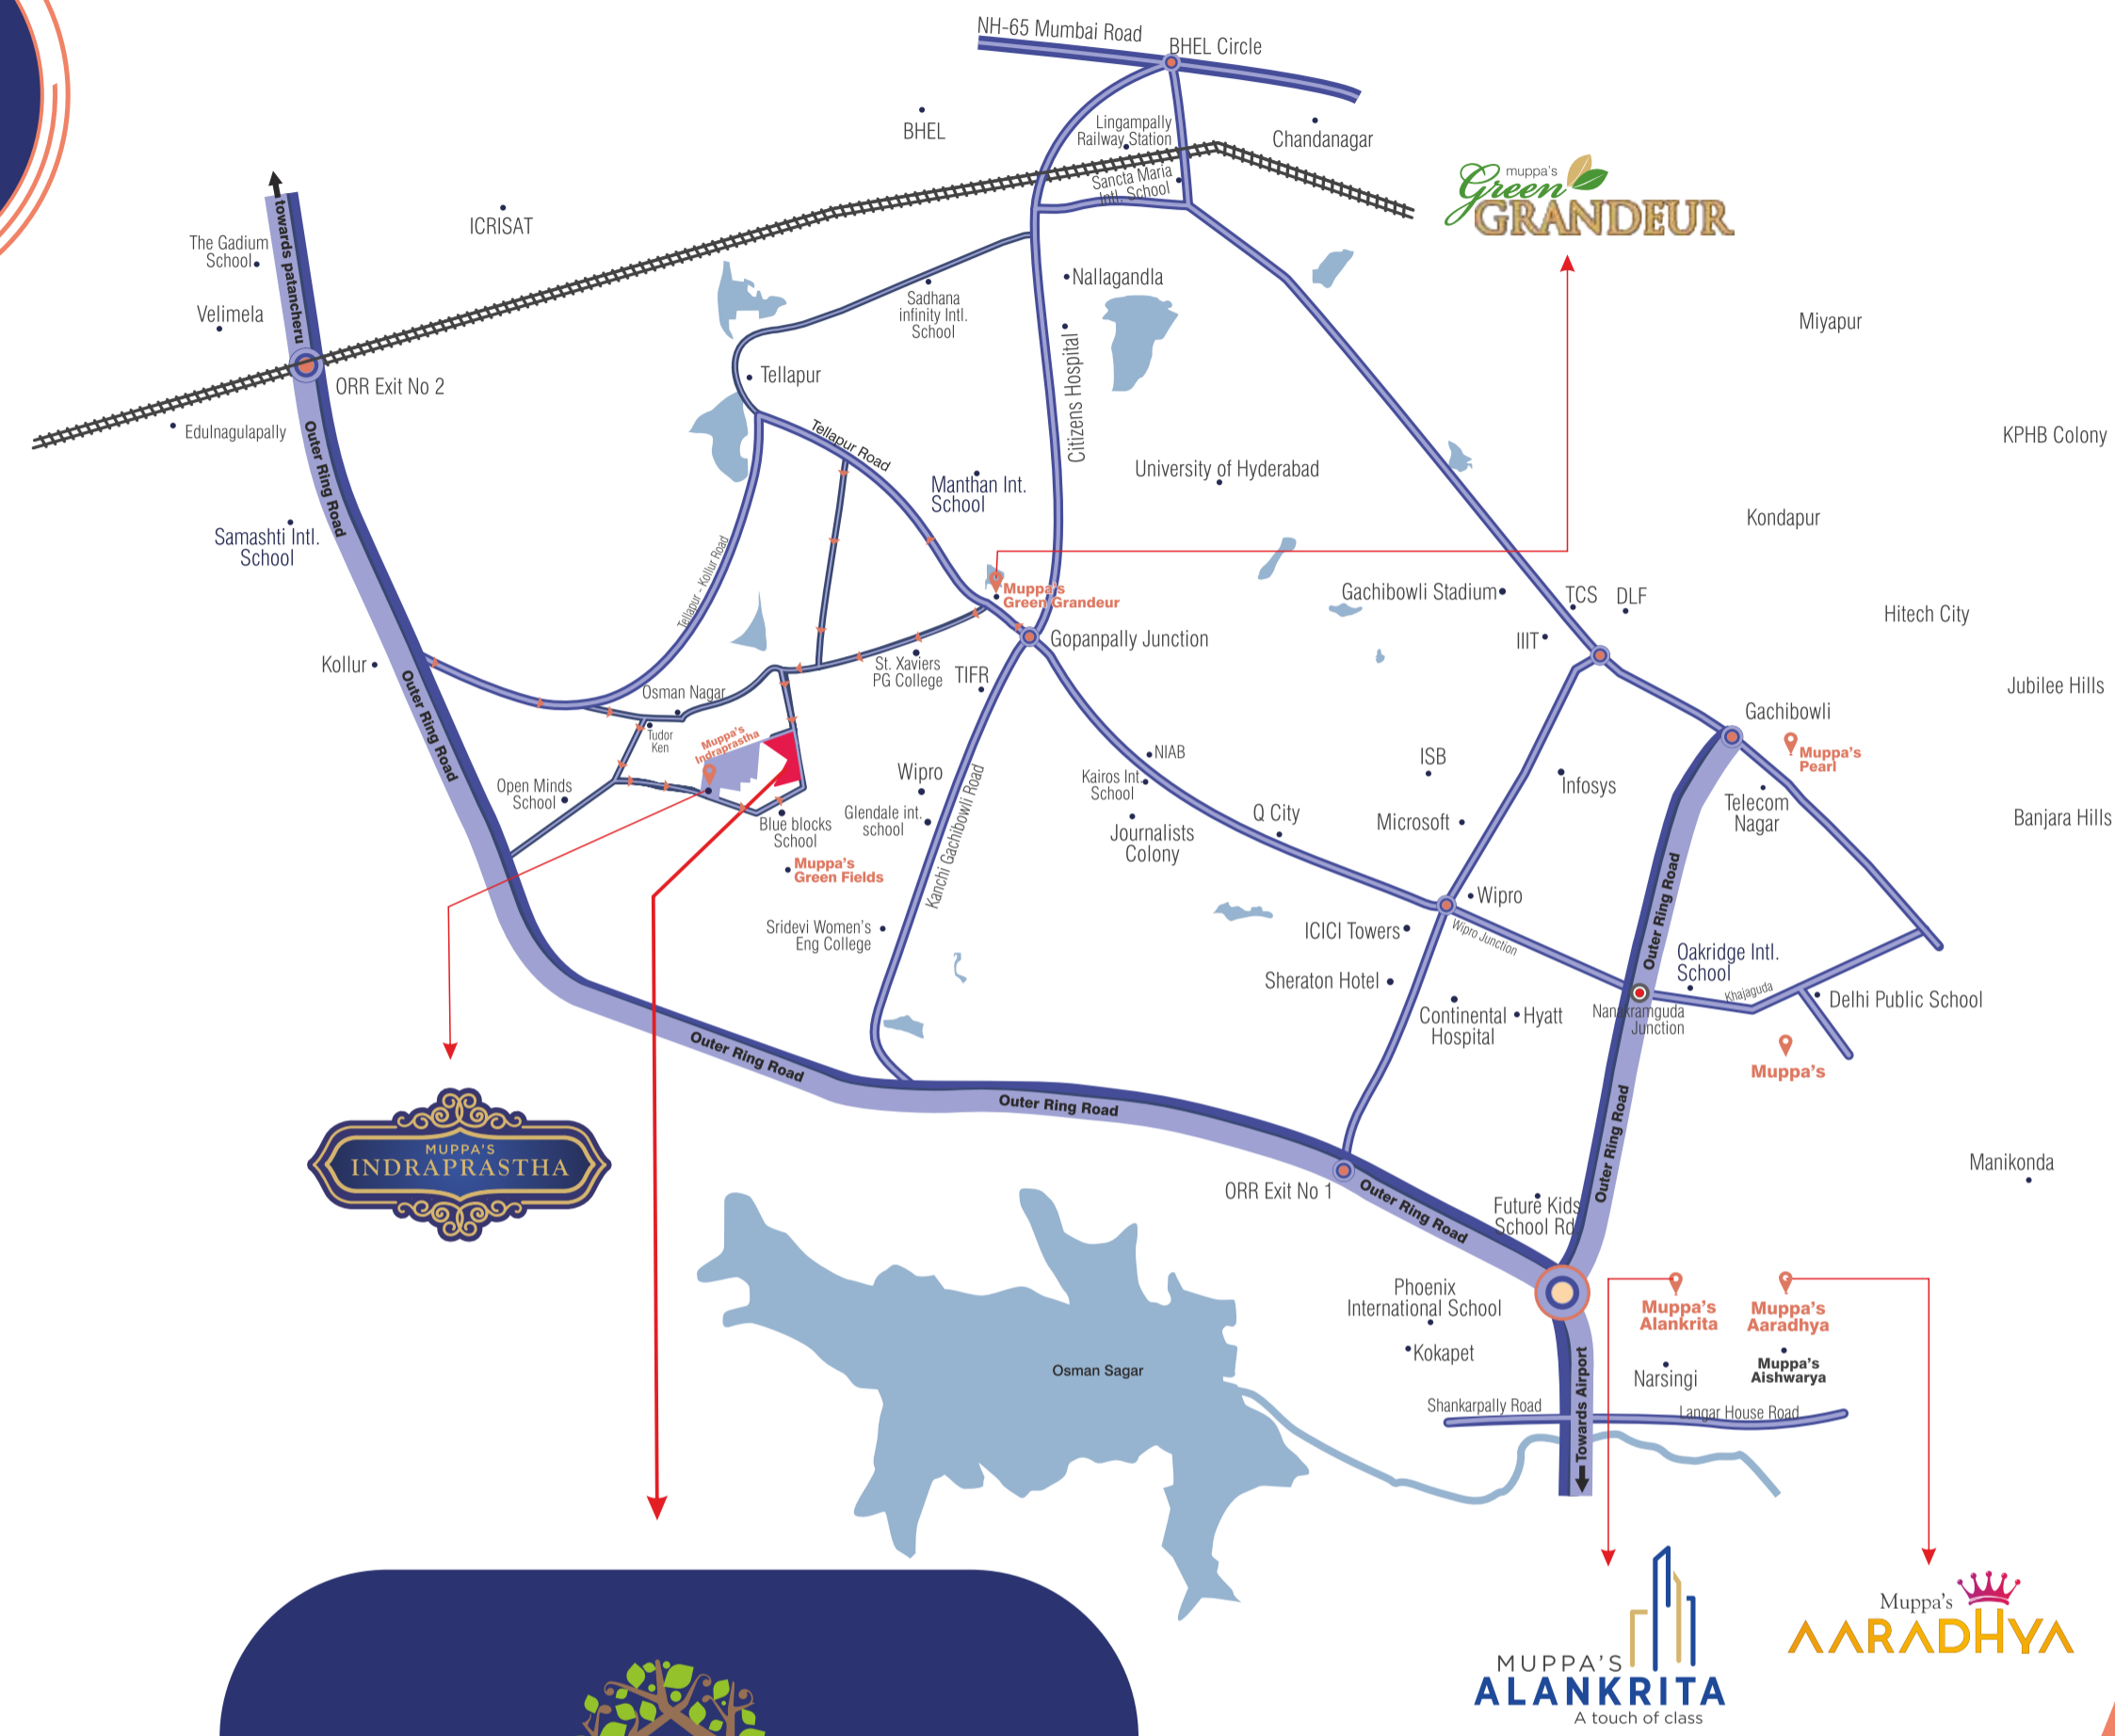 NH-65 Mumbai Road
BHEL Circle
BHEL
Lingampally
Railway Station
Chandanagar
Sancta Maria
Intl. School
muppa's
Green
GRANDEUR
towards patancheru
ICRISAT
The Gadium
School
Velimela
ORR Exit No 2
Edulnagulapally
Outer Ring Road
Samashti Intl.
School
Sadhana
infinity Intl.
School
Nallagandla
Citizens Hospital
Tellapur
Tellapur Road
Manthan Int.
School
University of Hyderabad
Miyapur
KPHB Colony
Kondapur
Tellapur - Kollur Road
Muppa's
Green Grandeur
Gachibowli Stadium
TCS
DLF
IIIT
Hitech City
Gopanpally Junction
Kollur
Outer Ring Road
St. Xaviers
PG College
TIFR
Osman Nagar
Tudor
Ken
Muppa's
Indraprastha
Jubilee Hills
Gachibowli
Muppa's
Pearl
NIAB
Kairos Int.
School
ISB
Infosys
Open Minds
School
Wipro
Glendale int.
school
Kanchi Gachibowli Road
Blue blocks
School
Muppa's
Green Fields
Journalists
Colony
Q City
Microsoft
Telecom
Nagar
Banjara Hills
Wipro
Wipro Junction
ICICI Towers
Sridevi Women's
Eng College
Outer Ring Road
Oakridge Intl.
School
Sheraton Hotel
Khajaguda
Delhi Public School
Continental
Hospital
Hyatt
Nanakramguda
Junction
Muppa's
Outer Ring Road
Outer Ring Road
Outer Ring Road
MUPPA'S
INDRAPRASTHA
Manikonda
ORR Exit No 1
Outer Ring Road
Future Kids
School Rd
Phoenix
International School
Kokapet
Muppa's
Alankrita
Muppa's
Aaradhya
Muppa's
Aishwarya
Narsingi
Osman Sagar
Shankarpally Road
Towards Airport
Langar House Road
MUPPA'S
ALANKRITA
A touch of class
Muppa's
AARADHYA